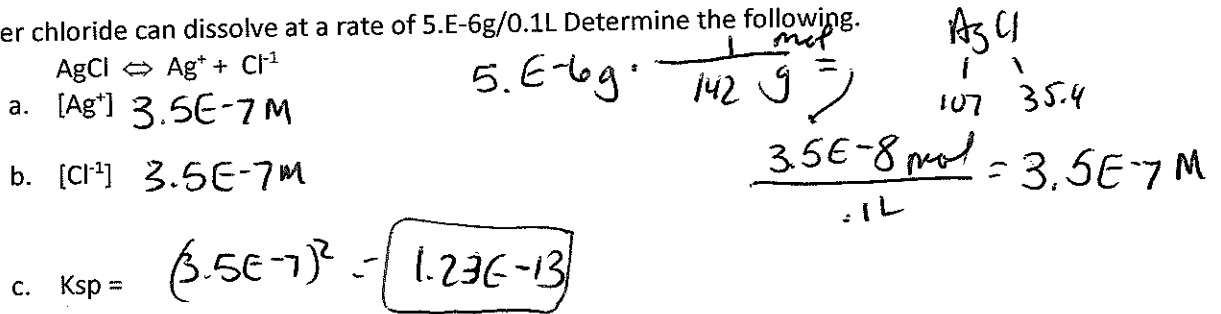 er chloride can dissolve at a rate of 5.E-6g/0.1L Determine the following.
AgCl ⇔ Ag⁺ + Cl⁻¹
a. [Ag⁺] 3.5E-7M
b. [Cl⁻¹] 3.5E-7M
c. Ksp = (3.5E-7)² = 1.23E-13
5.E-6g · 1 mol / 142 g =
AgCl
107 35.4
3.5E-8 mol / .1L = 3.5E-7 M